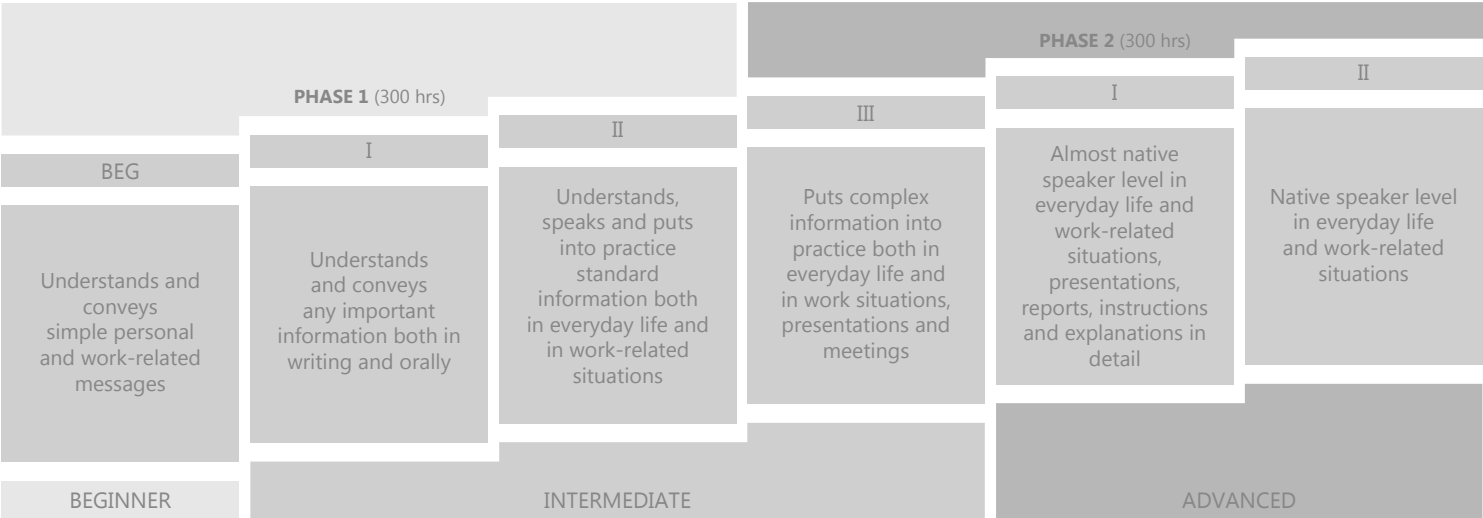 PHASE 1 (300 hrs)
PHASE 2 (300 hrs)
BEG
Understands and
conveys
simple personal
and work-related
messages
I
Understands
and conveys
any important
information both in
writing and orally
II
Understands,
speaks and puts
into practice
standard
information both
in everyday life and
in work-related
situations
III
Puts complex
information into
practice both in
everyday life and
in work situations,
presentations and
meetings
I
Almost native
speaker level in
everyday life and
work-related
situations,
presentations,
reports, instructions
and explanations in
detail
II
Native speaker level
in everyday life
and work-related
situations
BEGINNER
INTERMEDIATE
ADVANCED